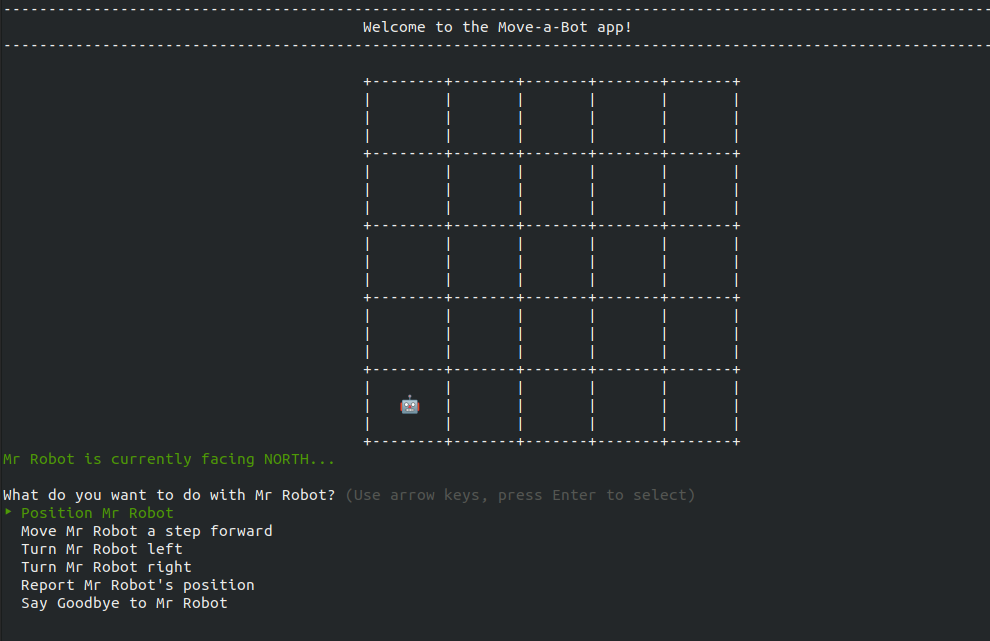 Welcome to the Move-a-Bot app!
Mr Robot is currently facing NORTH...
What do you want to do with Mr Robot? (Use arrow keys, press Enter to select)
‣ Position Mr Robot
Move Mr Robot a step forward
Turn Mr Robot left
Turn Mr Robot right
Report Mr Robot's position
Say Goodbye to Mr Robot